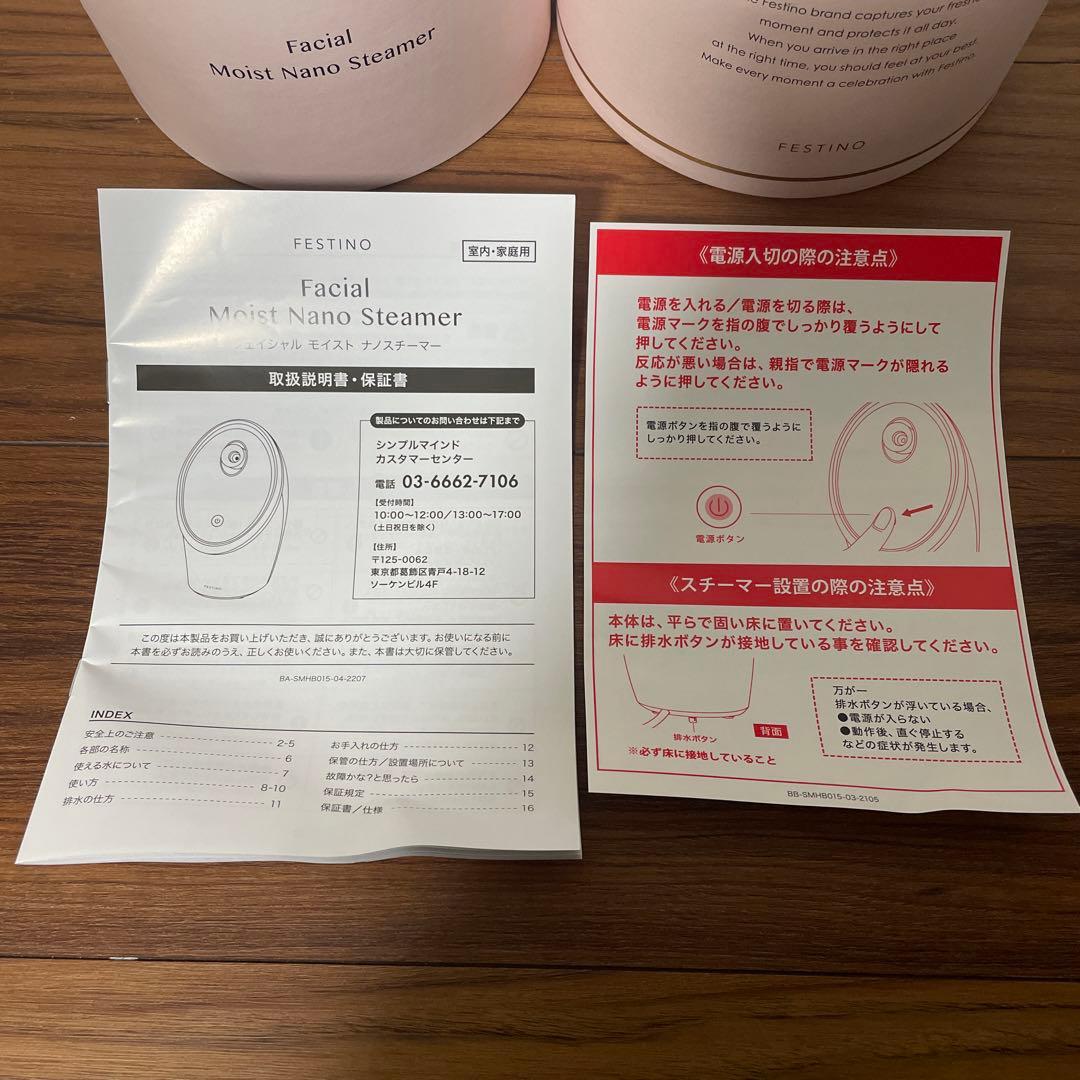 Facial
Moist Nano Steamer
Festino brand captures your
moment and protects it all day.
When you arrive in the right place
at the right time, you should feel at your best.
Make every moment a celebration with Festino.
FESTINO
FESTINO
室内・家庭用
Facial
Moist Nano Steamer
ェイシャル モイスト ナノスチーマー
取扱説明書・保証書
製品についてのお問い合わせは下記まで
シンプルマインド
カスタマーセンター
電話 03-6662-7106
【受付時間】
10:00〜12:00/13:00〜17:00
(土日祝日を除く)
【住所】
〒125-0062
東京都葛飾区青戸4-18-12
ソーケンビル4F
FESTINO
この度は本製品をお買い上げいただき、誠にありがとうございます。お使いになる前に
本書を必ずお読みのうえ、正しくお使いください。また、本書は大切に保管してください。
BA-SMHB015-04-2207
INDEX
安全上のご注意 2-5
各部の名称 6
使える水について 7
使い方 8-10
排水の仕方 11
お手入れの仕方 12
保管の仕方/設置場所について 13
故障かな?と思ったら 14
保証規定 15
保証書/仕様 16
《電源入切の際の注意点》
電源を入れる/電源を切る際は、
電源マークを指の腹でしっかり覆うようにして
押してください。
反応が悪い場合は、親指で電源マークが隠れる
ように押してください。
電源ボタンを指の腹で覆うように
しっかり押してください。
電源ボタン
《スチーマー設置の際の注意点》
本体は、平らで固い床に置いてください。
床に排水ボタンが接地している事を確認してください。
排水ボタン
背面
※必ず床に接地していること
万が一
排水ボタンが浮いている場合、
●電源が入らない
●動作後、直ぐ停止する
などの症状が発生します。
BB-SMHB015-03-2105